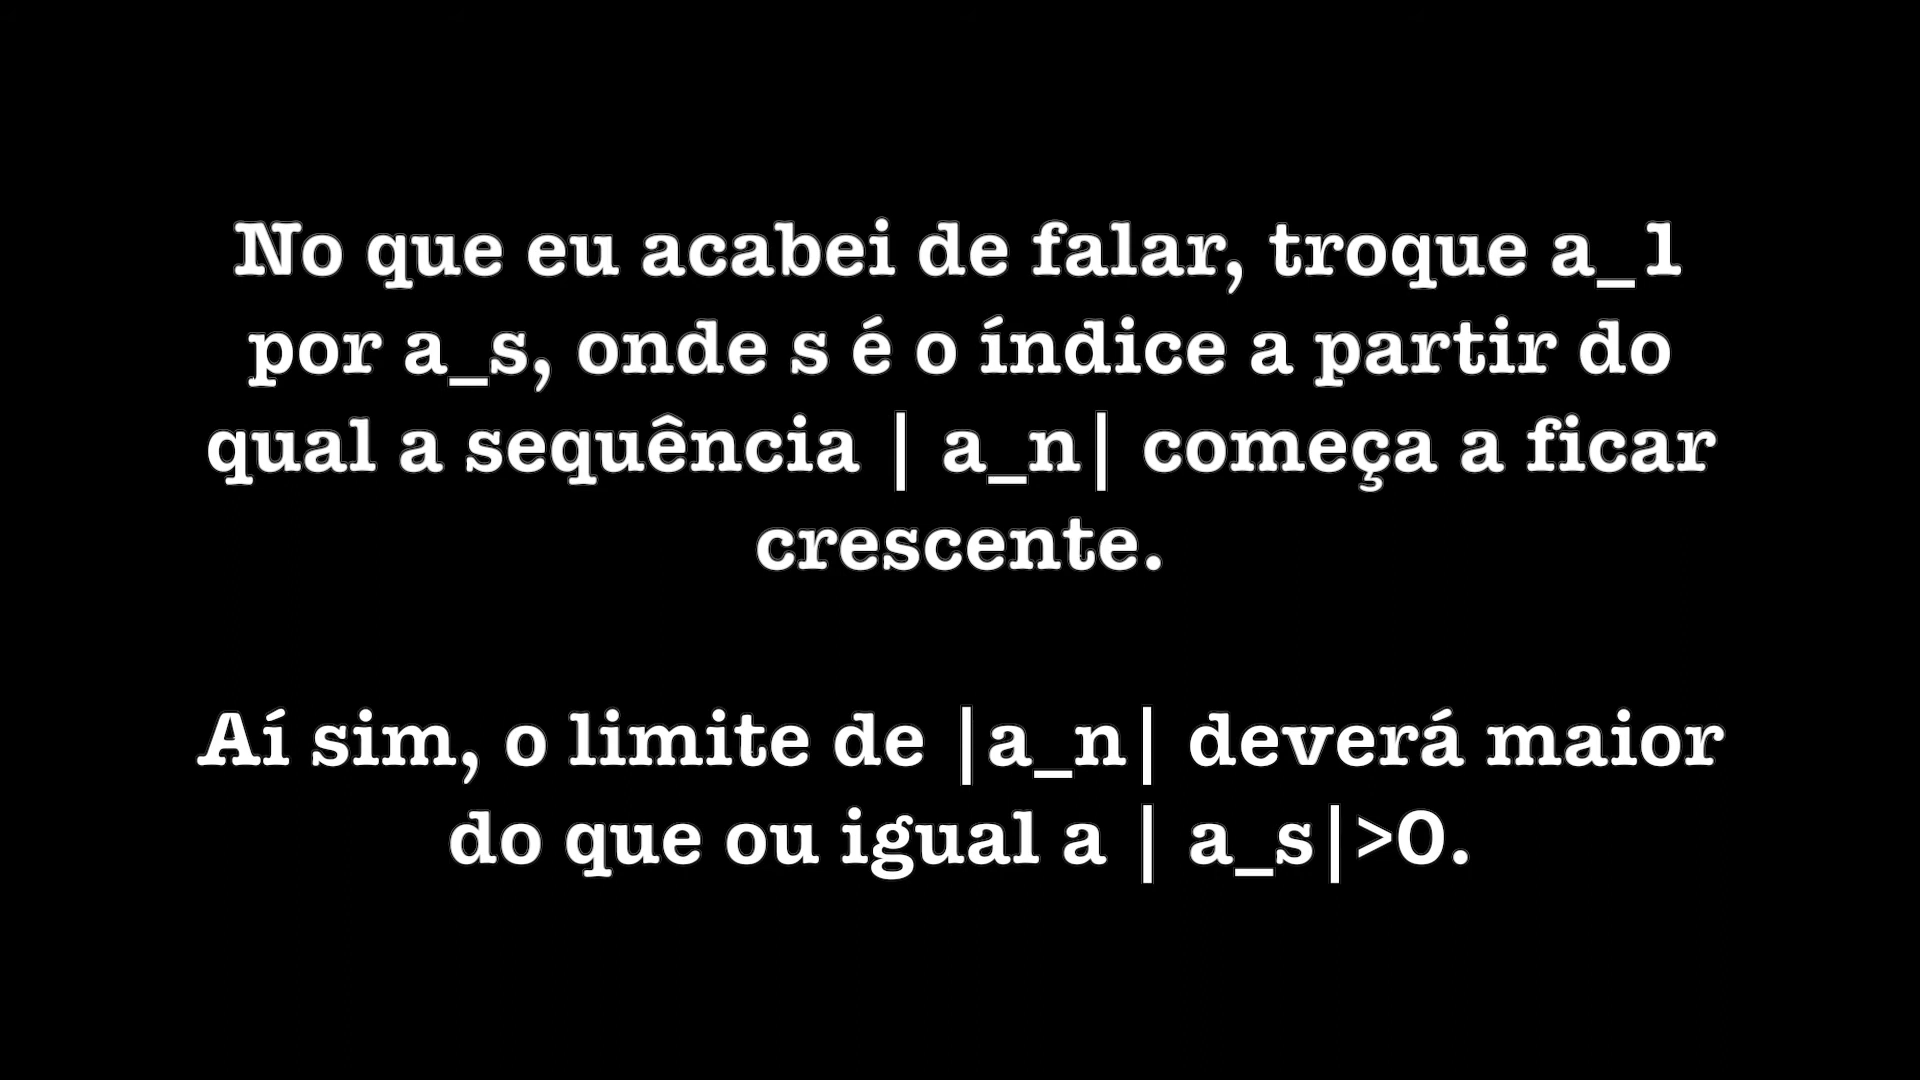 No que eu acabei de falar, troque a_1
por a_s, onde s é o índice a partir do
qual a sequência | a_n| começa a ficar
crescente.
Aí sim, o limite de |a_n| deverá maior
do que ou igual a | a_s|>0.